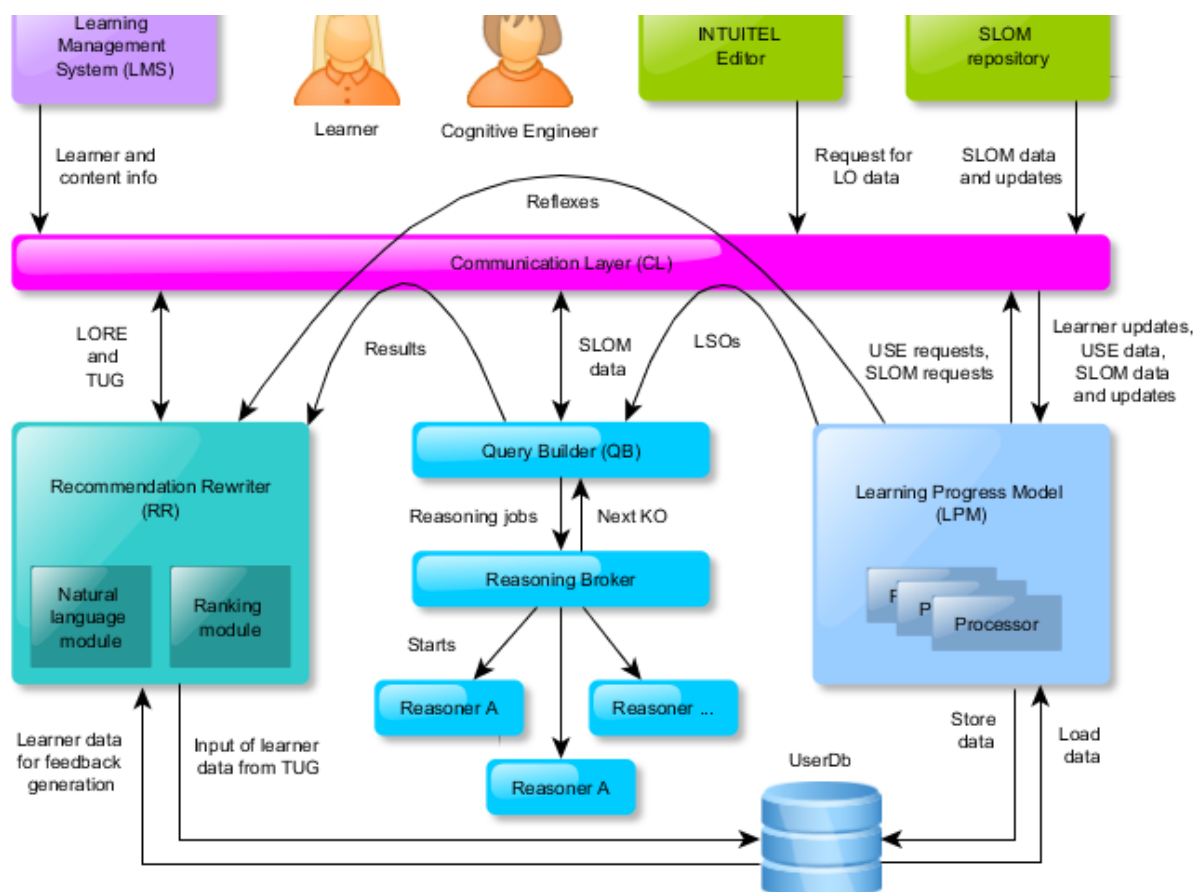 Learning
Management
System (LMS)
INTUITEL
Editor
SLOM
repository
Learner
Cognitive Engineer
Learner and
content info
Request for
LO data
SLOM data
and updates
Reflexes
Communication Layer (CL)
LORE
and
TUG
Results
SLOM
data
LSOs
USE requests,
SLOM requests
Learner updates,
USE data,
SLOM data
and updates
Recommendation Rewriter
(RR)
Natural
language
module
Ranking
module
Query Builder (QB)
Reasoning jobs
Next KO
Reasoning Broker
Starts
Reasoner A
Reasoner ...
Reasoner A
Learning Progress Model
(LPM)
P
P
Processor
Learner data
for feedback
generation
Input of learner
data from TUG
Store
data
Load
data
UserDb